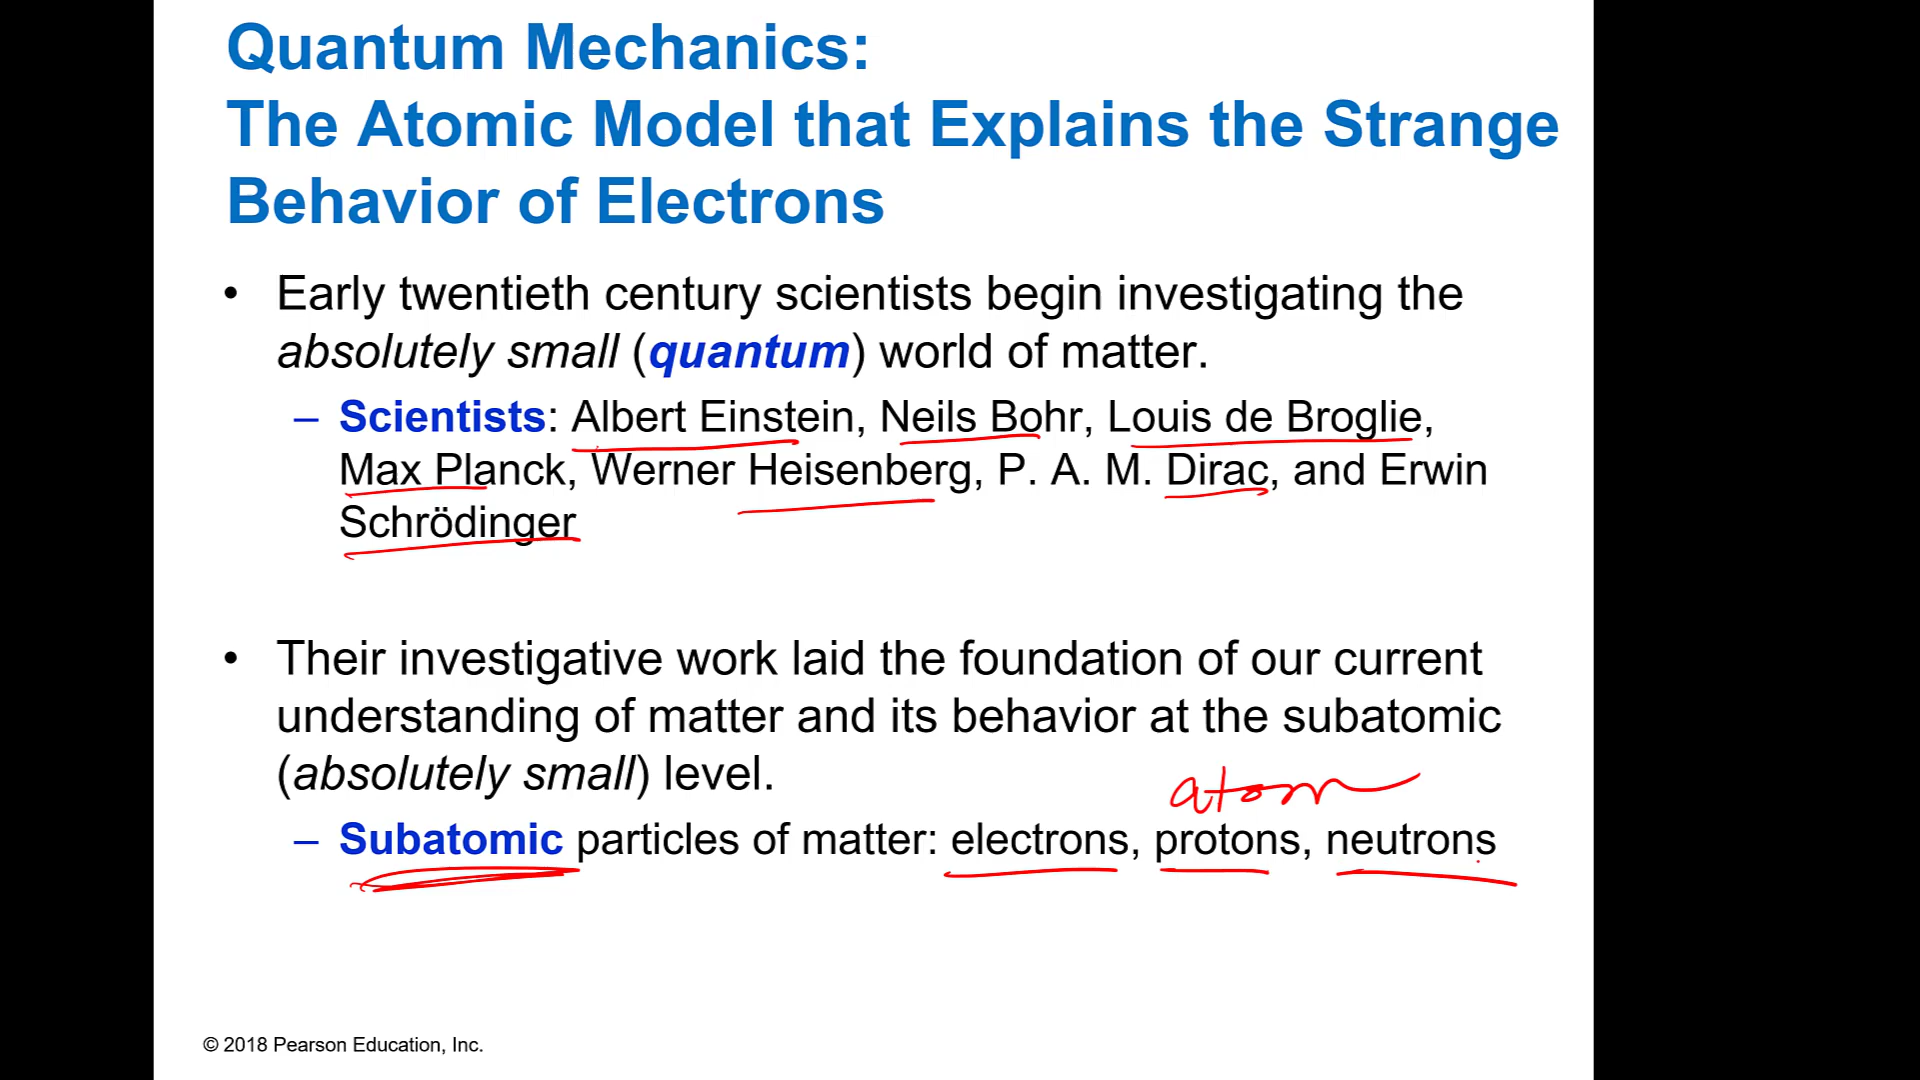 Quantum Mechanics:
The Atomic Model that Explains the Strange
Behavior of Electrons
• Early twentieth century scientists begin investigating the
absolutely small (quantum) world of matter.
– Scientists: Albert Einstein, Neils Bohr, Louis de Broglie,
Max Planck, Werner Heisenberg, P. A. M. Dirac, and Erwin
Schrödinger
• Their investigative work laid the foundation of our current
understanding of matter and its behavior at the subatomic
(absolutely small) level.
atom
– Subatomic particles of matter: electrons, protons, neutrons
© 2018 Pearson Education, Inc.